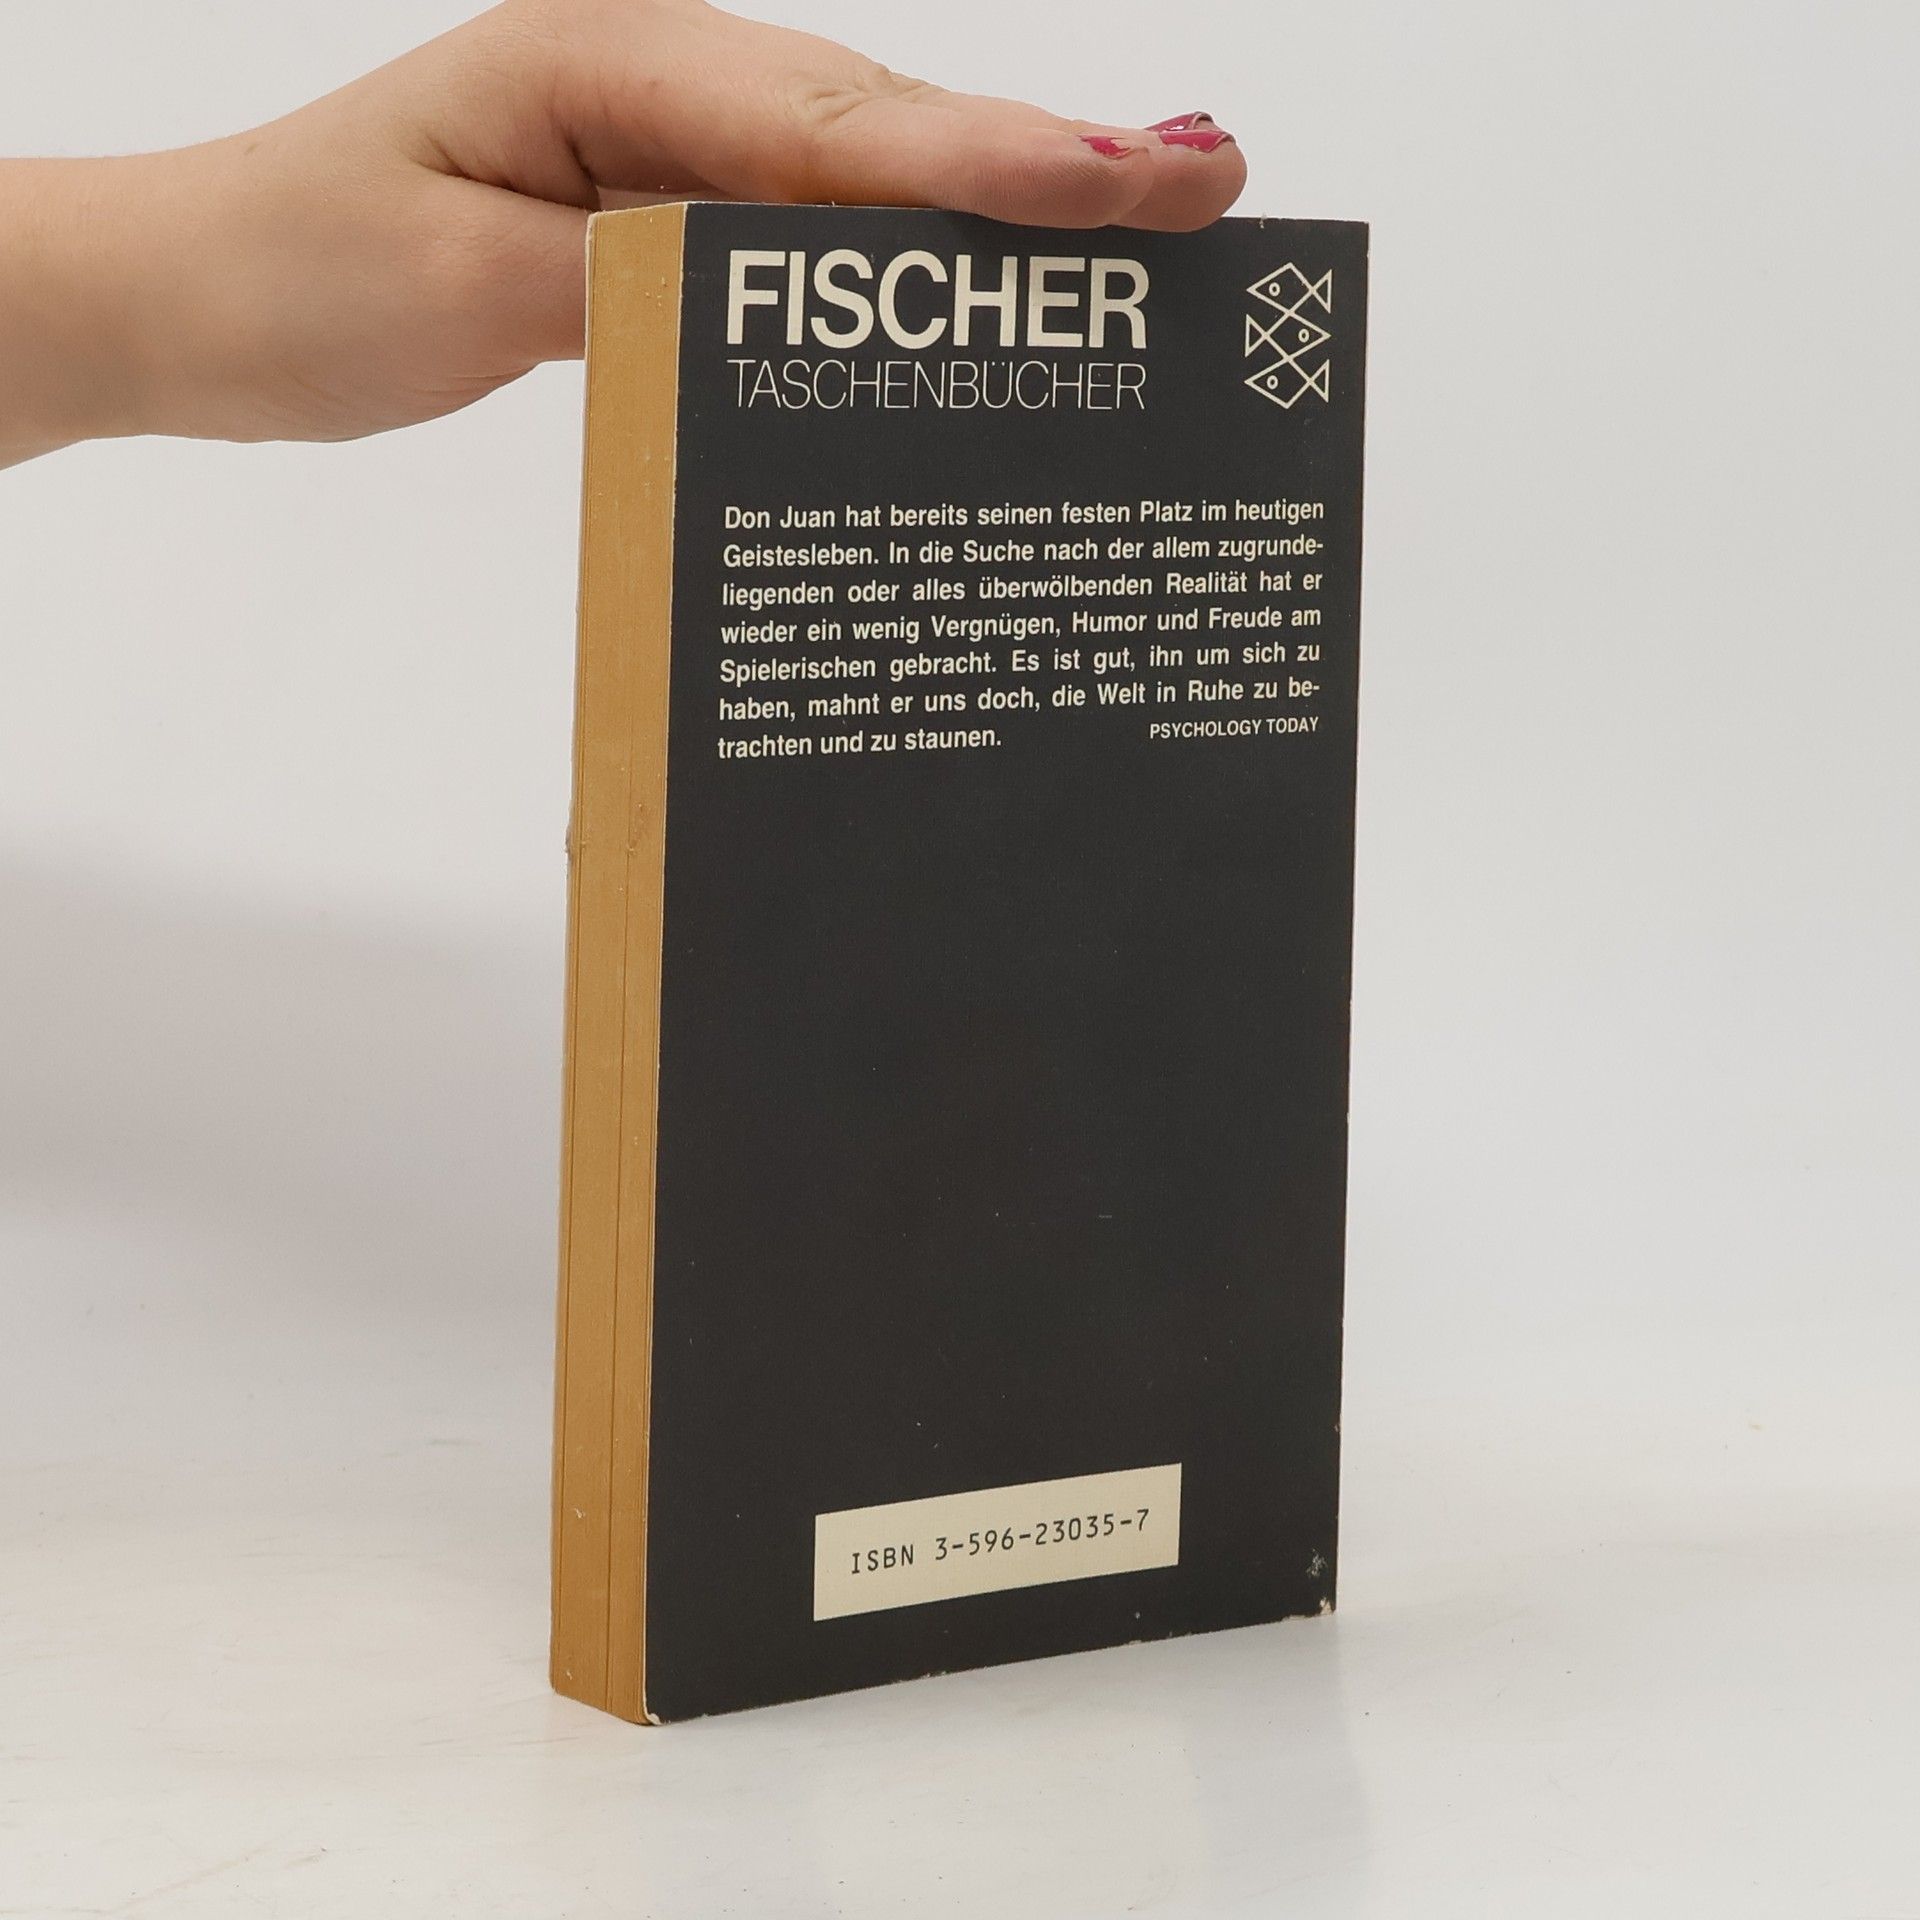 FISCHER
TASCHENBÜCHER
Don Juan hat bereits seinen festen Platz im heutigen
Geistesleben. In die Suche nach der allem zugrunde-
liegenden oder alles überwölbenden Realität hat er
wieder ein wenig Vergnügen, Humor und Freude am
Spielerischen gebracht. Es ist gut, ihn um sich zu
haben, mahnt er uns doch, die Welt in Ruhe zu be-
trachten und zu staunen.
PSYCHOLOGY TODAY
ISBN 3-596-23035-7